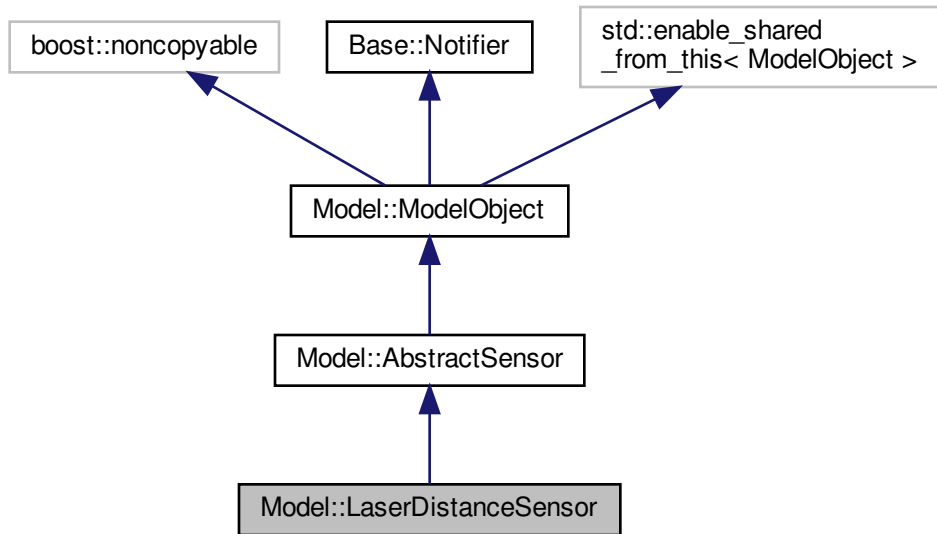 boost::noncopyable
Base::Notifier
std::enable_shared
_from_this< ModelObject >
Model::ModelObject
Model::AbstractSensor
Model::LaserDistanceSensor